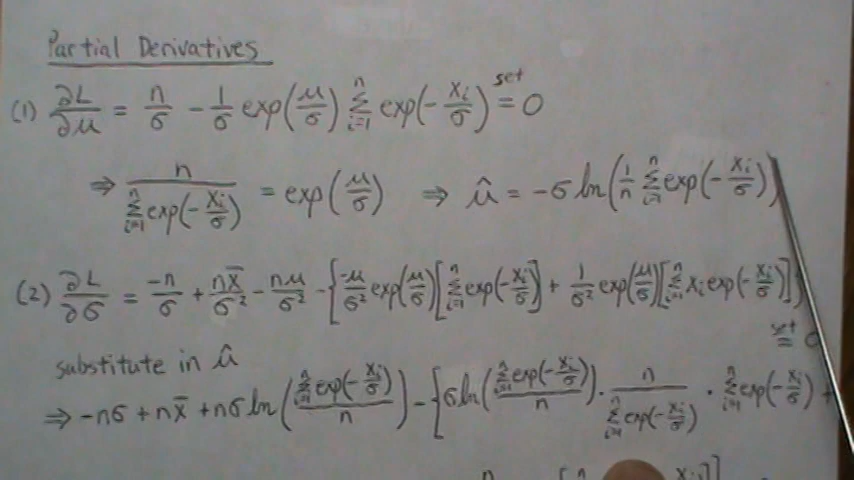 Partial Derivatives
(1) ∂L/∂μ = n/σ - 1/σ exp(μ/σ) Σ_{i=1}^{n} exp(-x_i/σ) set= 0
⇒ n / Σ_{i=1}^{n} exp(-x_i/σ) = exp(μ/σ) ⇒ μ̂ = -σ ln(1/n Σ_{i=1}^{n} exp(-x_i/σ))
(2) ∂L/∂σ = -n/σ + nx̄/σ² - nμ/σ² - {-μ/σ² exp(μ/σ)[Σ_{i=1}^{n} exp(-x_i/σ)] + 1/σ² exp(μ/σ)[Σ_{i=1}^{n} x_i exp(-x_i/σ)]}
set= 0
substitute in μ̂
⇒ -nσ + nx̄ + nσ ln(Σ_{i=1}^{n} exp(-x_i/σ) / n) - {σ ln(Σ_{i=1}^{n} exp(-x_i/σ) / n) · n / Σ_{i=1}^{n} exp(-x_i/σ) · Σ_{i=1}^{n} exp(-x_i/σ) +
n [n x_i]]